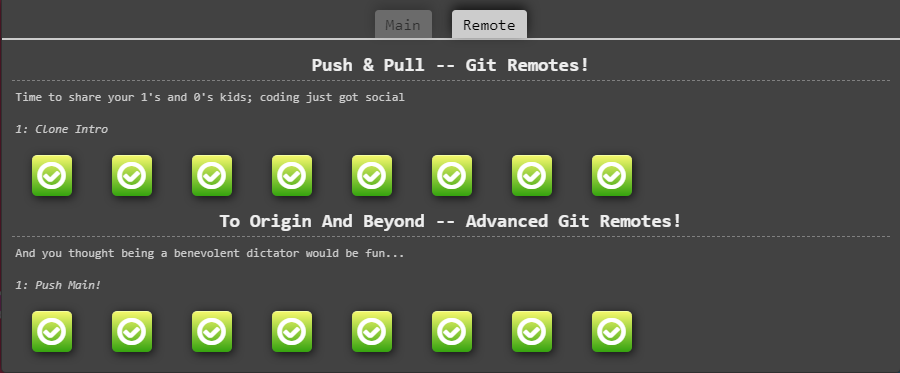 Main
Remote
Push & Pull -- Git Remotes!
Time to share your 1's and 0's kids; coding just got social
1: Clone Intro
To Origin And Beyond -- Advanced Git Remotes!
And you thought being a benevolent dictator would be fun...
1: Push Main!